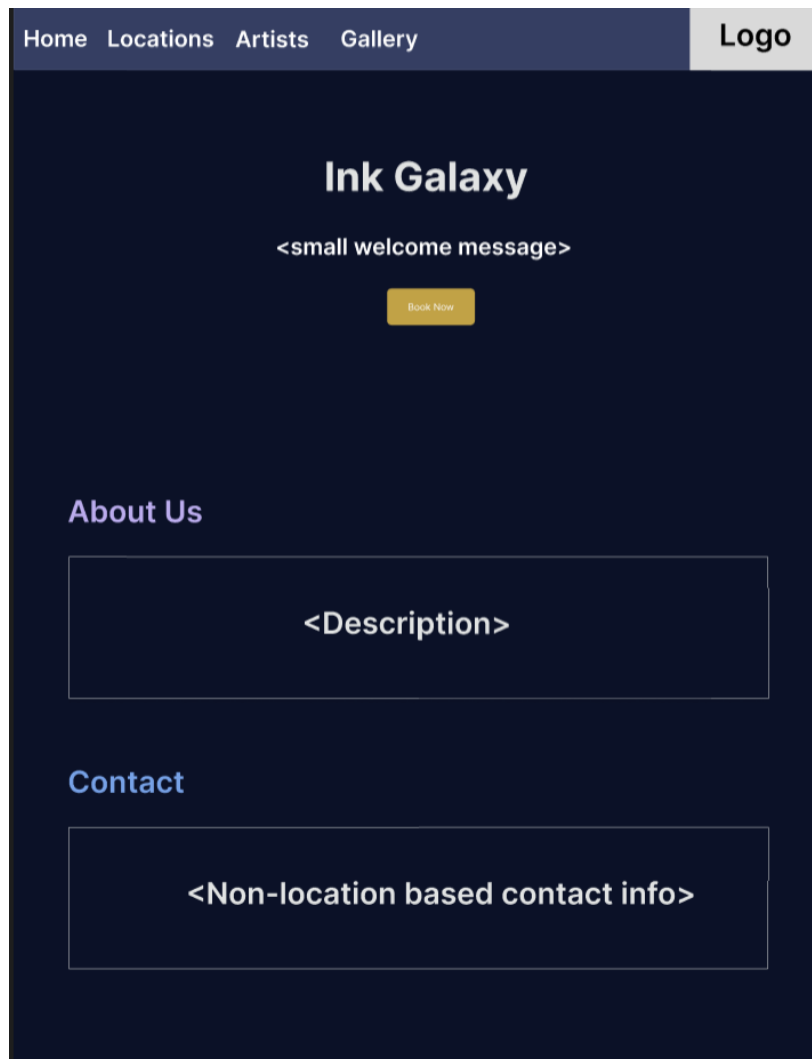 Home Locations Artists Gallery Logo
Ink Galaxy
<small welcome message>
Book Now
About Us
<Description>
Contact
<Non-location based contact info>